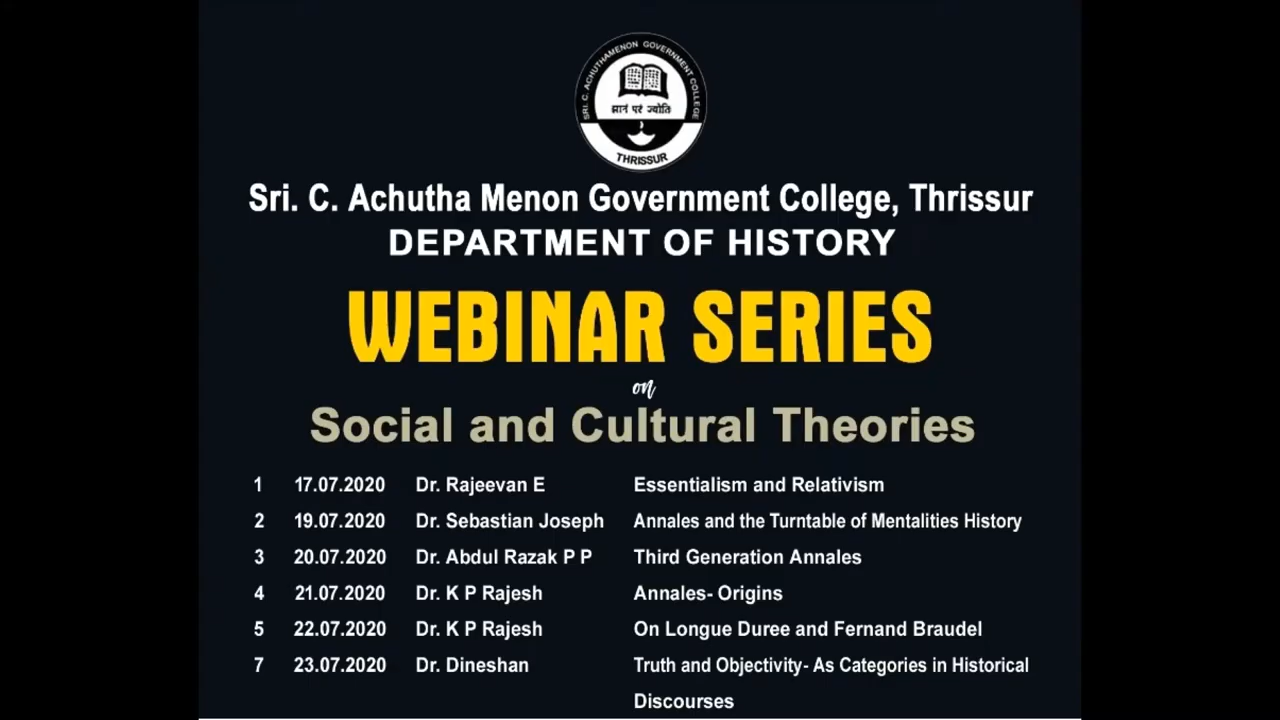 SRI. C. ACHUTHAMENON GOVERNMENT COLLEGE
ज्ञानं परं ज्योति
THRISSUR
Sri. C. Achutha Menon Government College, Thrissur
DEPARTMENT OF HISTORY
WEBINAR SERIES
on
Social and Cultural Theories
1 17.07.2020 Dr. Rajeevan E Essentialism and Relativism
2 19.07.2020 Dr. Sebastian Joseph Annales and the Turntable of Mentalities History
3 20.07.2020 Dr. Abdul Razak P P Third Generation Annales
4 21.07.2020 Dr. K P Rajesh Annales- Origins
5 22.07.2020 Dr. K P Rajesh On Longue Duree and Fernand Braudel
7 23.07.2020 Dr. Dineshan Truth and Objectivity- As Categories in Historical
Discourses